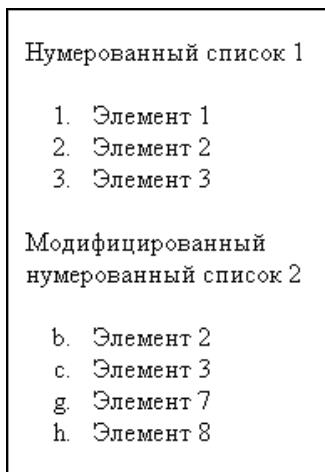 Нумерованный список 1
1. Элемент 1
2. Элемент 2
3. Элемент 3
Модифицированный
нумерованный список 2
b. Элемент 2
c. Элемент 3
g. Элемент 7
h. Элемент 8